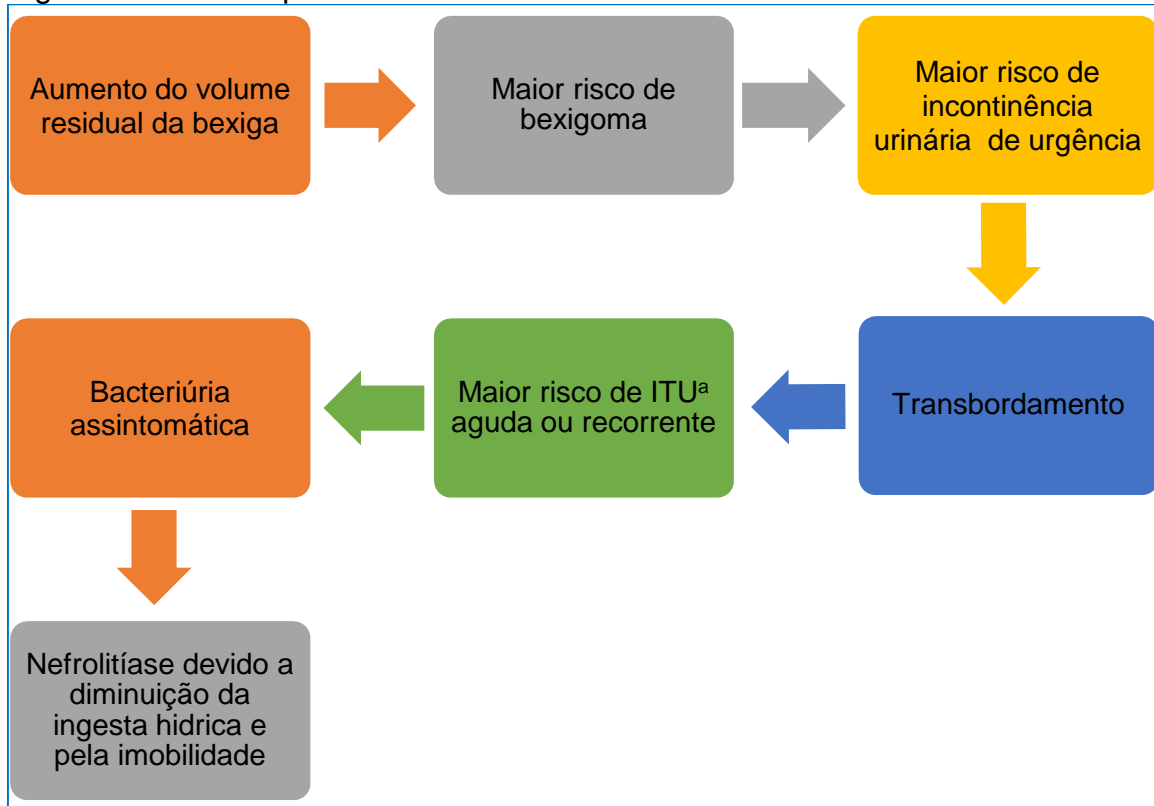 Aumento do volume
residual da bexiga
Maior risco de
bexigoma
Maior risco de
incontinência
urinária de urgência
Transbordamento
Maior risco de ITUª
aguda ou recorrente
Bacteriúria
assintomática
Nefrolitíase devido a
diminuição da
ingesta hidrica e
pela imobilidade